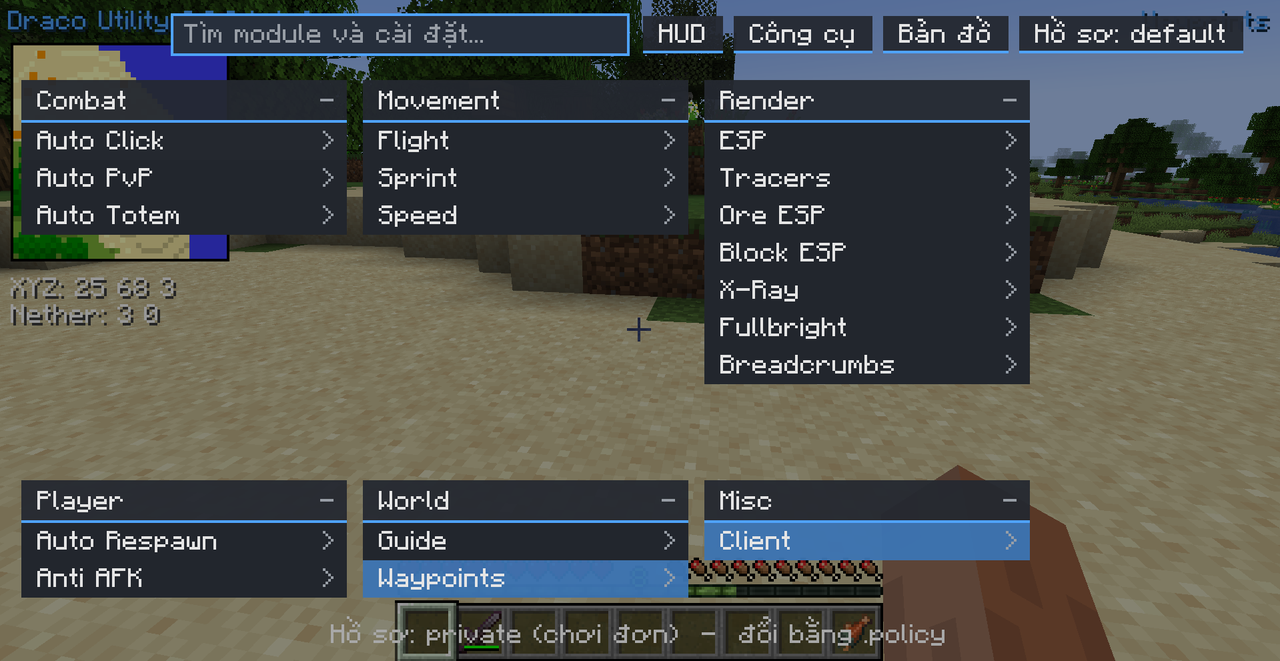 Draco Utility
Tìm module và cài đặt...
HUD
Công cụ
Bản đồ
Hồ sơ: default
Combat
Auto Click
Auto PvP
Auto Totem
Movement
Flight
Sprint
Speed
Render
ESP
Tracers
Ore ESP
Block ESP
X-Ray
Fullbright
Breadcrumbs
XYZ: 25 68 3
Nether: 3 0
Player
Auto Respawn
Anti AFK
World
Guide
Waypoints
Misc
Client
Hồ sơ: private (chơi đơn) - đổi bằng .policy